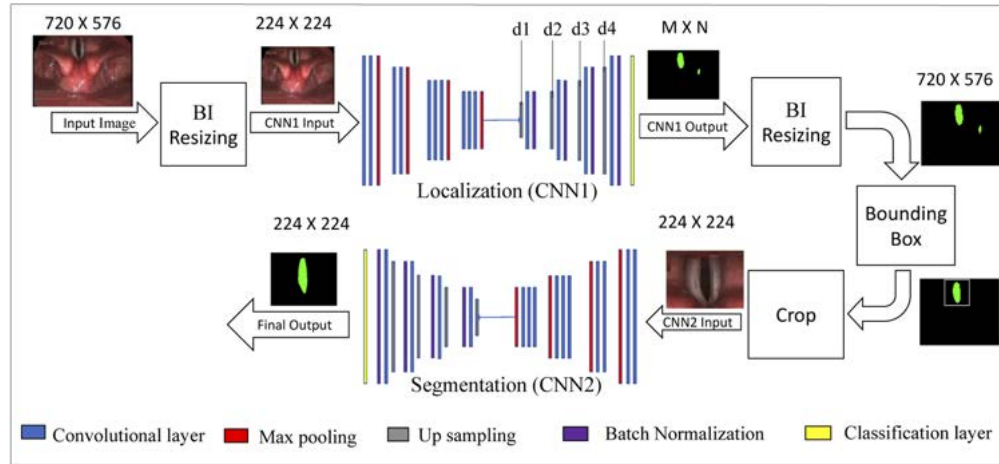 720 X 576
224 X 224
d1 d2 d3 d4
M X N
Input Image
BI
Resizing
CNN1 Input
Localization (CNN1)
CNN1 Output
BI
Resizing
720 X 576
Bounding
Box
224 X 224
224 X 224
Final Output
Segmentation (CNN2)
CNN2 Input
Crop
Convolutional layer
Max pooling
Up sampling
Batch Normalization
Classification layer